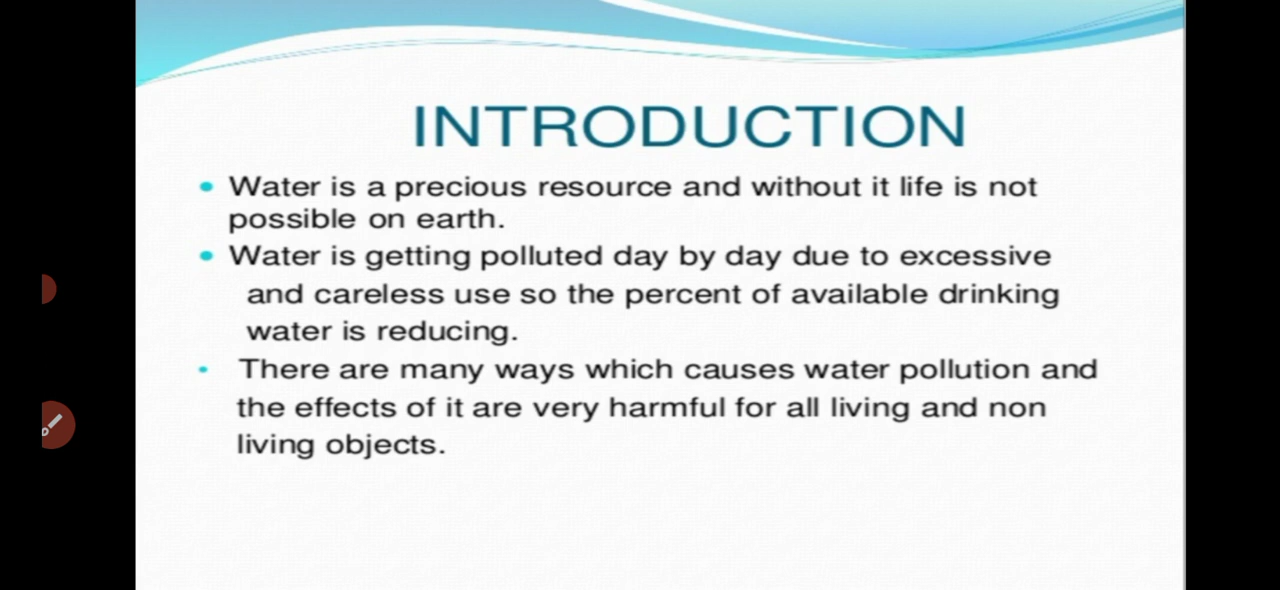 INTRODUCTION
• Water is a precious resource and without it life is not
possible on earth.
• Water is getting polluted day by day due to excessive
and careless use so the percent of available drinking
water is reducing.
• There are many ways which causes water pollution and
the effects of it are very harmful for all living and non
living objects.